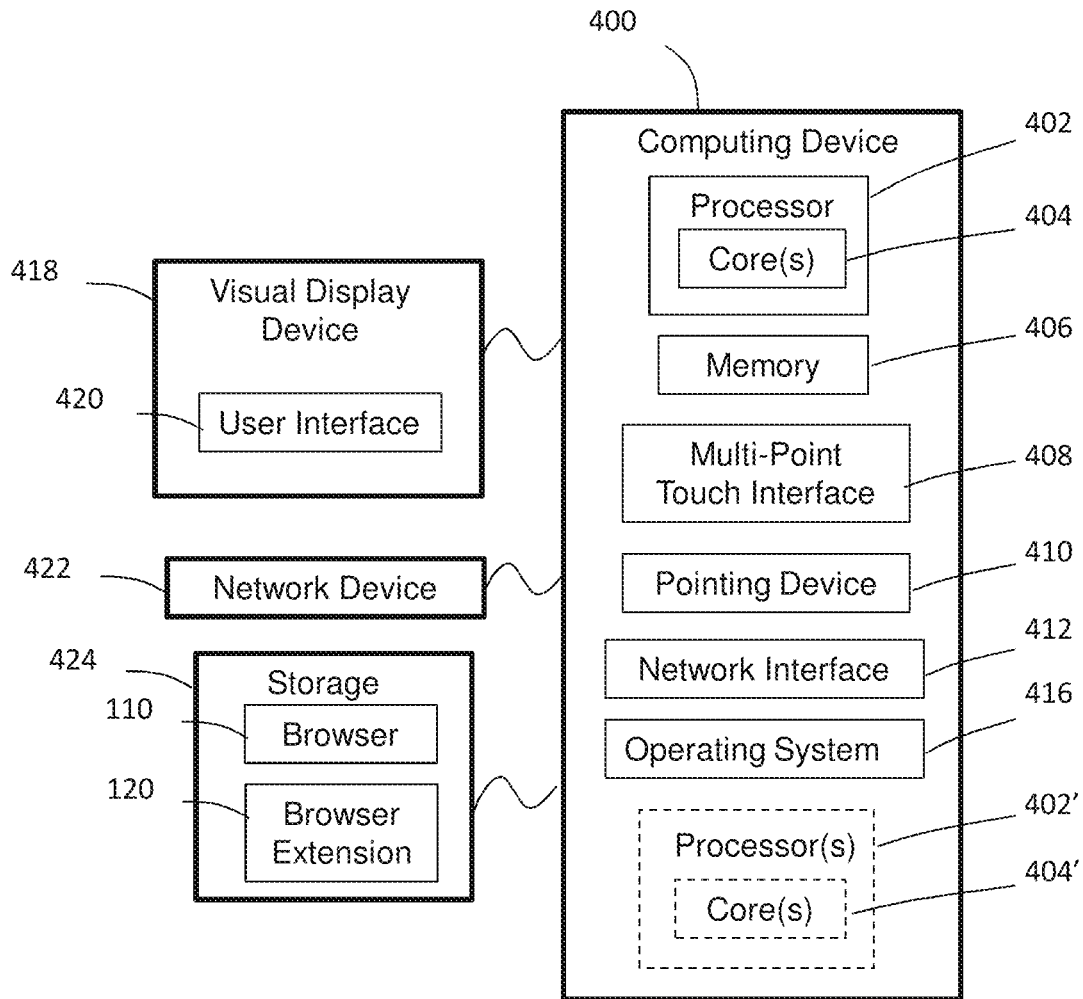 400
Computing Device
402
Processor
404
Core(s)
418
Visual Display
Device
406
Memory
420
User Interface
408
Multi-Point
Touch Interface
422
Network Device
410
Pointing Device
412
Network Interface
424
Storage
416
Operating System
110
Browser
120
Browser
Extension
402’
Processor(s)
404’
Core(s)